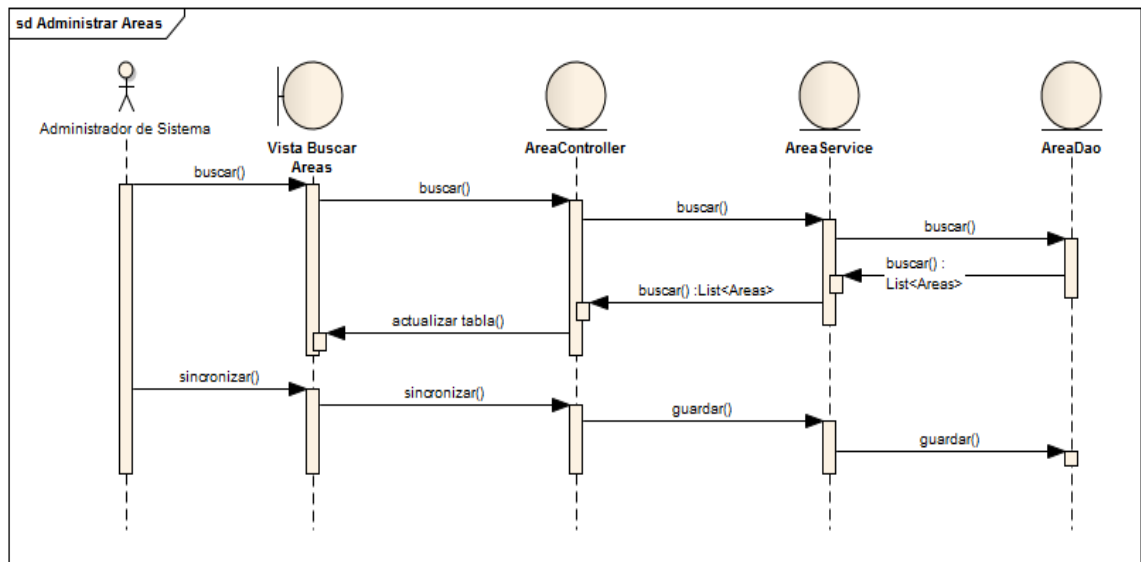 sd Administrar Areas
Administrador de Sistema
Vista Buscar
Areas
AreaController
AreaService
AreaDao
buscar()
buscar()
buscar()
buscar()
buscar() :
List<Areas>
buscar() :List<Areas>
actualizar tabla()
sincronizar()
sincronizar()
guardar()
guardar()